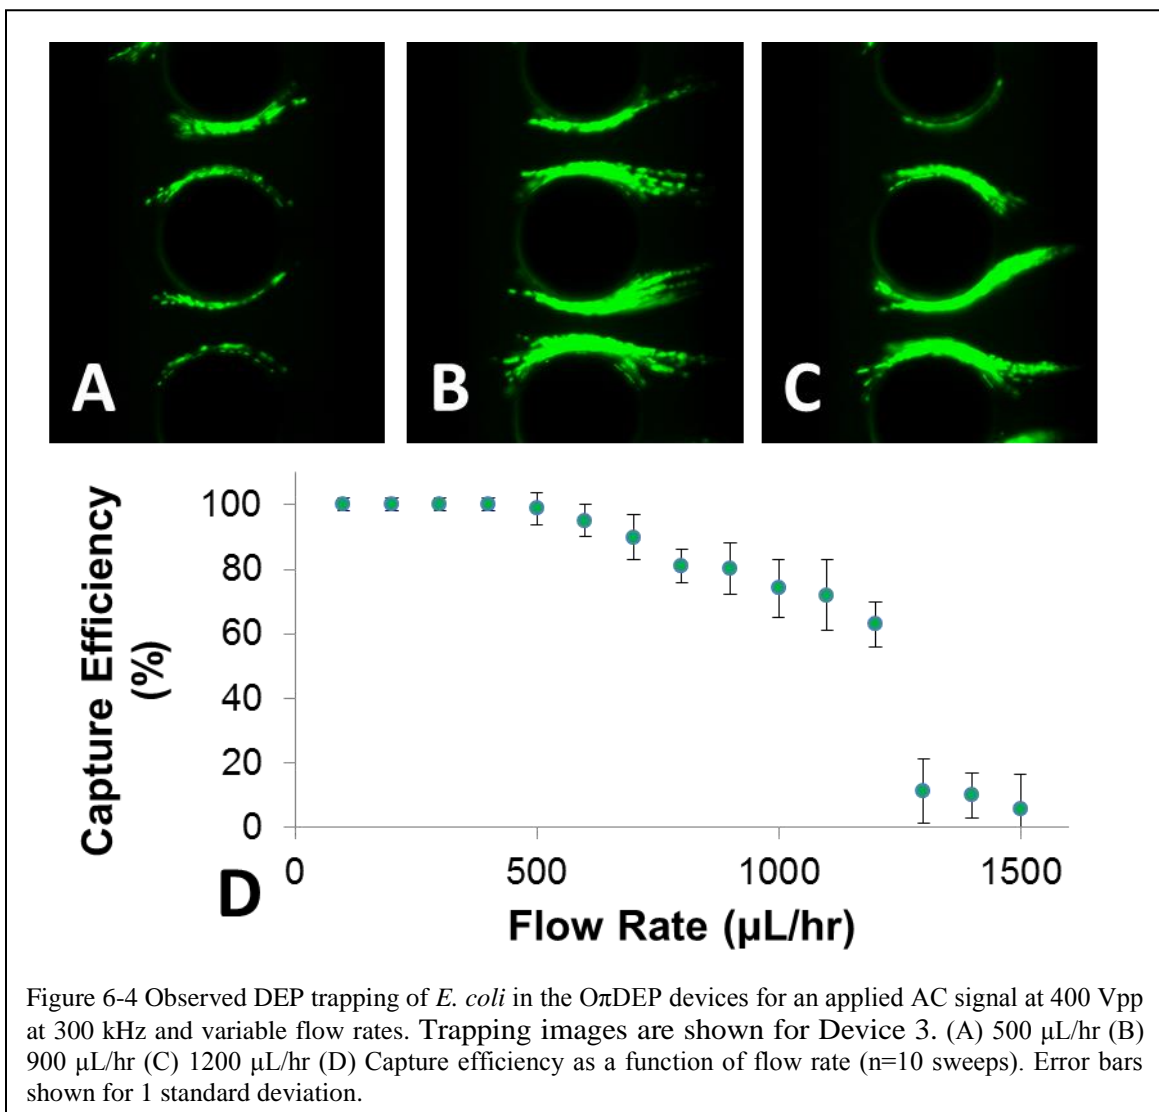 A
B
C
Capture Efficiency
(%)
100
80
60
40
20
0
0
500
1000
1500
D
Flow Rate (µL/hr)
Figure 6-4 Observed DEP trapping of E. coli in the OπDEP devices for an applied AC signal at 400 Vpp
at 300 kHz and variable flow rates. Trapping images are shown for Device 3. (A) 500 µL/hr (B)
900 µL/hr (C) 1200 µL/hr (D) Capture efficiency as a function of flow rate (n=10 sweeps). Error bars
shown for 1 standard deviation.